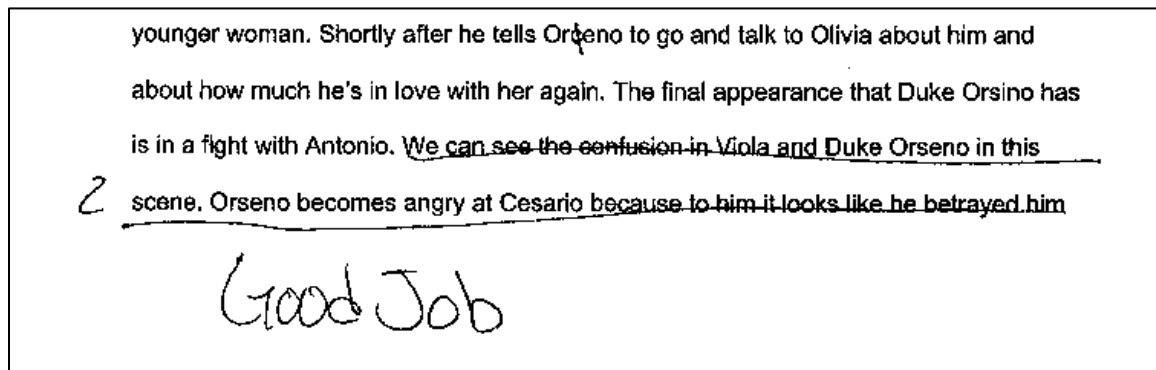 younger woman. Shortly after he tells Orseno to go and talk to Olivia about him and
about how much he's in love with her again. The final appearance that Duke Orsino has
is in a fight with Antonio. We can see the confusion in Viola and Duke Orseno in this
2 scene. Orseno becomes angry at Cesario because to him it looks like he betrayed him
Good Job